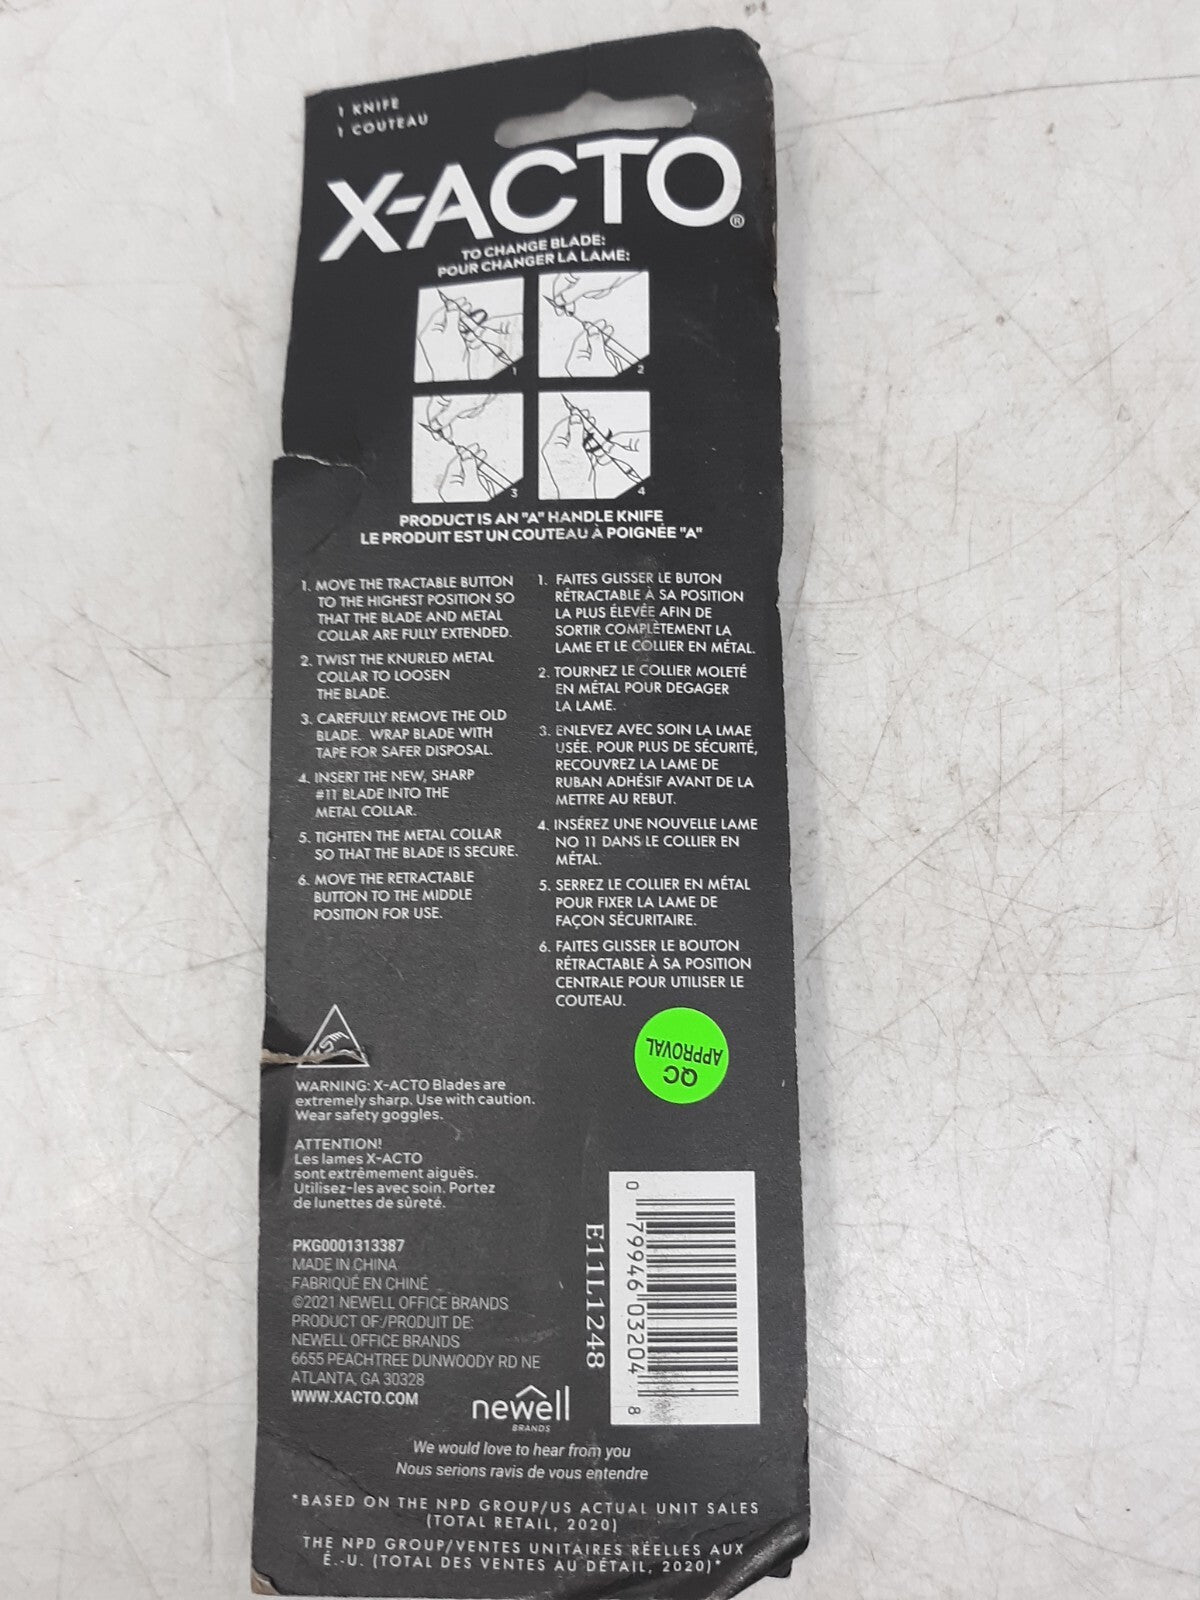 1 KNIFE
1 COUTEAU
X-ACTO®
TO CHANGE BLADE:
POUR CHANGER LA LAME:
1
2
3
4
PRODUCT IS AN "A" HANDLE KNIFE
LE PRODUIT EST UN COUTEAU À POIGNÉE "A"
1. MOVE THE TRACTABLE BUTTON
TO THE HIGHEST POSITION SO
THAT THE BLADE AND METAL
COLLAR ARE FULLY EXTENDED.
2. TWIST THE KNURLED METAL
COLLAR TO LOOSEN
THE BLADE.
3. CAREFULLY REMOVE THE OLD
BLADE. WRAP BLADE WITH
TAPE FOR SAFER DISPOSAL.
4. INSERT THE NEW, SHARP
#11 BLADE INTO THE
METAL COLLAR.
5. TIGHTEN THE METAL COLLAR
SO THAT THE BLADE IS SECURE.
6. MOVE THE RETRACTABLE
BUTTON TO THE MIDDLE
POSITION FOR USE.
1. FAITES GLISSER LE BUTON
RÉTRACTABLE À SA POSITION
LA PLUS ÉLEVÉE AFIN DE
SORTIR COMPLÈTEMENT LA
LAME ET LE COLLIER EN MÉTAL.
2. TOURNEZ LE COLLIER MOLETÉ
EN MÉTAL POUR DEGAGER
LA LAME.
3. ENLEVEZ AVEC SOIN LA LMAE
USÉE. POUR PLUS DE SÉCURITÉ,
RECOUVREZ LA LAME DE
RUBAN ADHÉSIF AVANT DE LA
METTRE AU REBUT.
4. INSÉREZ UNE NOUVELLE LAME
NO 11 DANS LE COLLIER EN
MÉTAL.
5. SERREZ LE COLLIER EN MÉTAL
POUR FIXER LA LAME DE
FAÇON SÉCURITAIRE.
6. FAITES GLISSER LE BOUTON
RÉTRACTABLE À SA POSITION
CENTRALE POUR UTILISER LE
COUTEAU.
QC
APPROVAL
WARNING: X-ACTO Blades are
extremely sharp. Use with caution.
Wear safety goggles.
ATTENTION!
Les lames X-ACTO
sont extrêmement aiguës.
Utilisez-les avec soin. Portez
de lunettes de sûreté.
PKG0001313387
MADE IN CHINA
FABRIQUÉ EN CHINE
©2021 NEWELL OFFICE BRANDS
PRODUCT OF/PRODUIT DE:
NEWELL OFFICE BRANDS
6655 PEACHTREE DUNWOODY RD NE
ATLANTA, GA 30328
WWW.XACTO.COM
E11L1248
0 79946 03204 8
newell
BRANDS
We would love to hear from you
Nous serions ravis de vous entendre
*BASED ON THE NPD GROUP/US ACTUAL UNIT SALES
(TOTAL RETAIL, 2020)
THE NPD GROUP/VENTES UNITAIRES RÉELLES AUX
É.-U. (TOTAL DES VENTES AU DÉTAIL, 2020)*